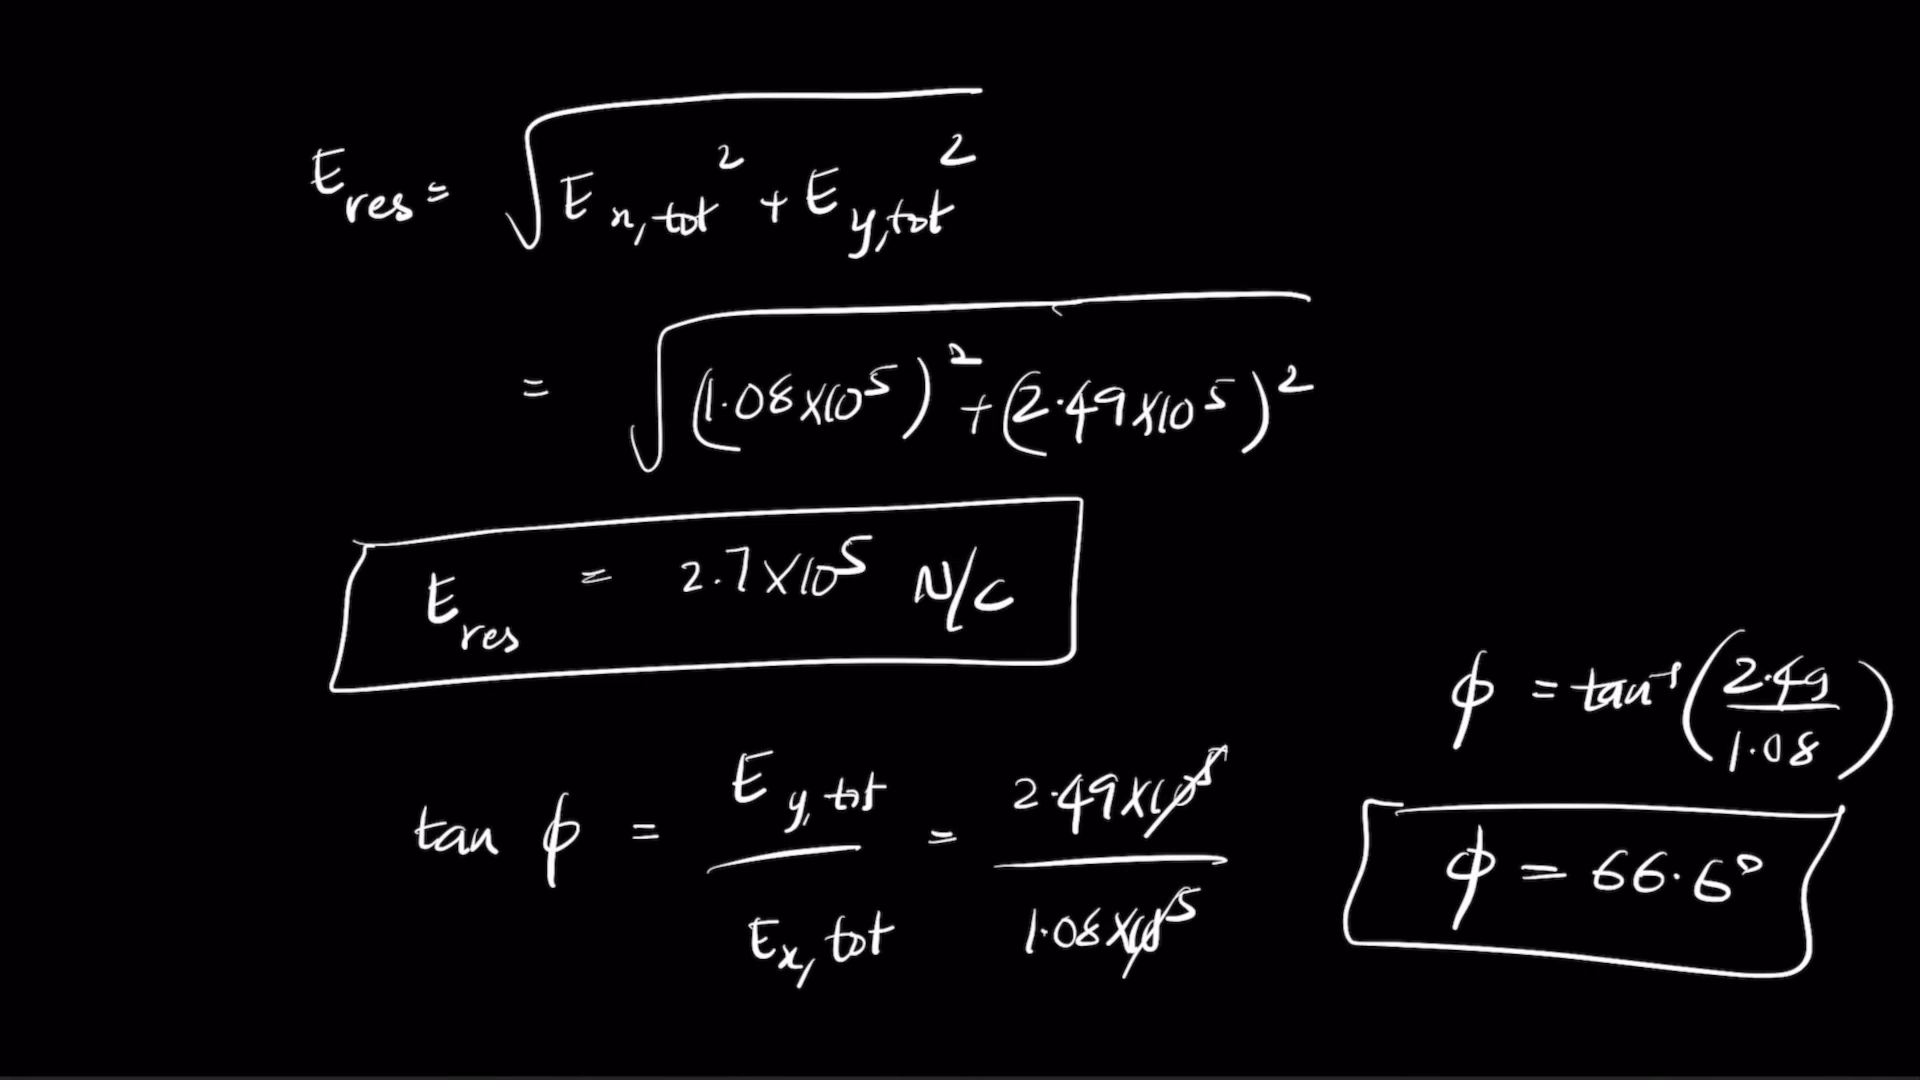 E_res = √(E_x,tot² + E_y,tot²)
= √((1.08×10⁵)² + (2.49×10⁵)²)
E_res = 2.7×10⁵ N/C
tan ϕ = E_y,tot / E_x,tot = 2.49×10⁵ / 1.08×10⁵
ϕ = tan⁻¹(2.49 / 1.08)
ϕ = 66.6°